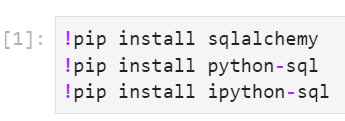 [1]: !pip install sqlalchemy
!pip install python-sql
!pip install ipython-sql